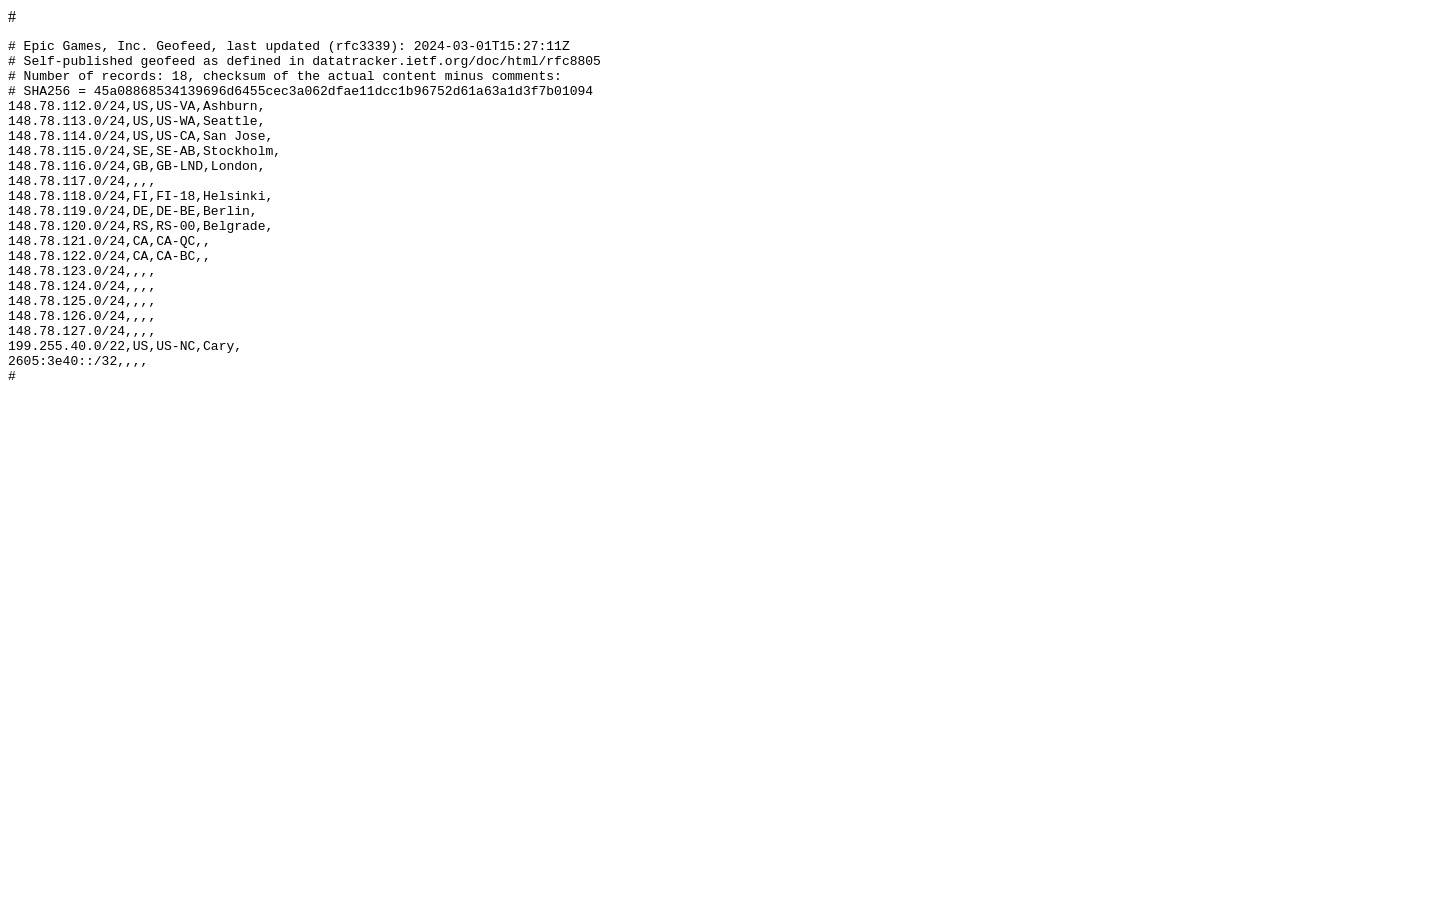 #
# Epic Games, Inc. Geofeed, last updated (rfc3339): 2024-03-01T15:27:11Z
# Self-published geofeed as defined in datatracker.ietf.org/doc/html/rfc8805
# Number of records: 18, checksum of the actual content minus comments:
# SHA256 = 45a08868534139696d6455cec3a062dfae11dcc1b96752d61a63a1d3f7b01094
148.78.112.0/24,US,US-VA,Ashburn,
148.78.113.0/24,US,US-WA,Seattle,
148.78.114.0/24,US,US-CA,San Jose,
148.78.115.0/24,SE,SE-AB,Stockholm,
148.78.116.0/24,GB,GB-LND,London,
148.78.117.0/24,,,,
148.78.118.0/24,FI,FI-18,Helsinki,
148.78.119.0/24,DE,DE-BE,Berlin,
148.78.120.0/24,RS,RS-00,Belgrade,
148.78.121.0/24,CA,CA-QC,,
148.78.122.0/24,CA,CA-BC,,
148.78.123.0/24,,,,
148.78.124.0/24,,,,
148.78.125.0/24,,,,
148.78.126.0/24,,,,
148.78.127.0/24,,,,
199.255.40.0/22,US,US-NC,Cary,
2605:3e40::/32,,,,
#